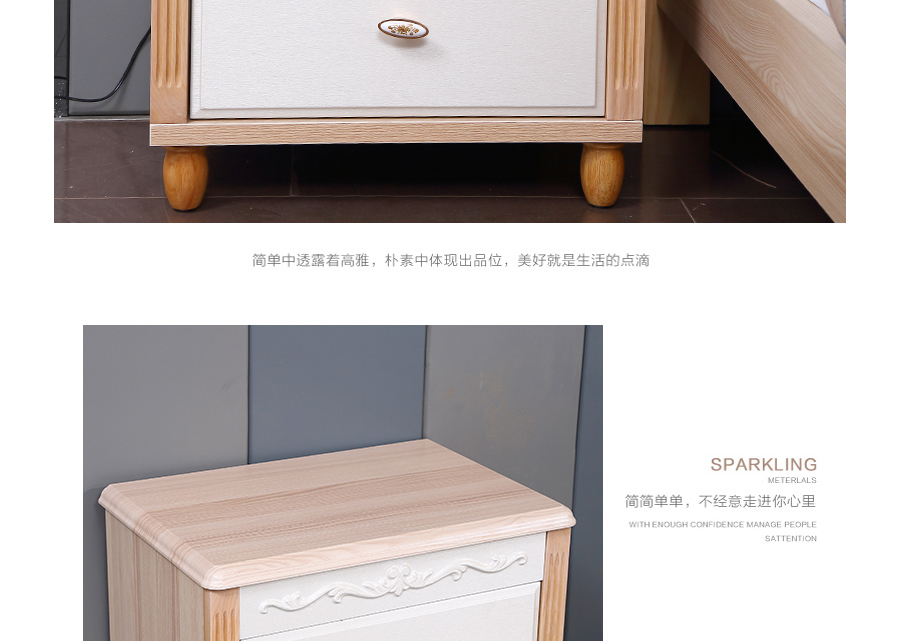 简单中透露着高雅，朴素中体现出品位，美好就是生活的点滴
SPARKLING
METERLALS
简简单单，不经意走进你心里
WITH ENOUGH CONFIDENCE MANAGE PEOPLE
SATTENTION